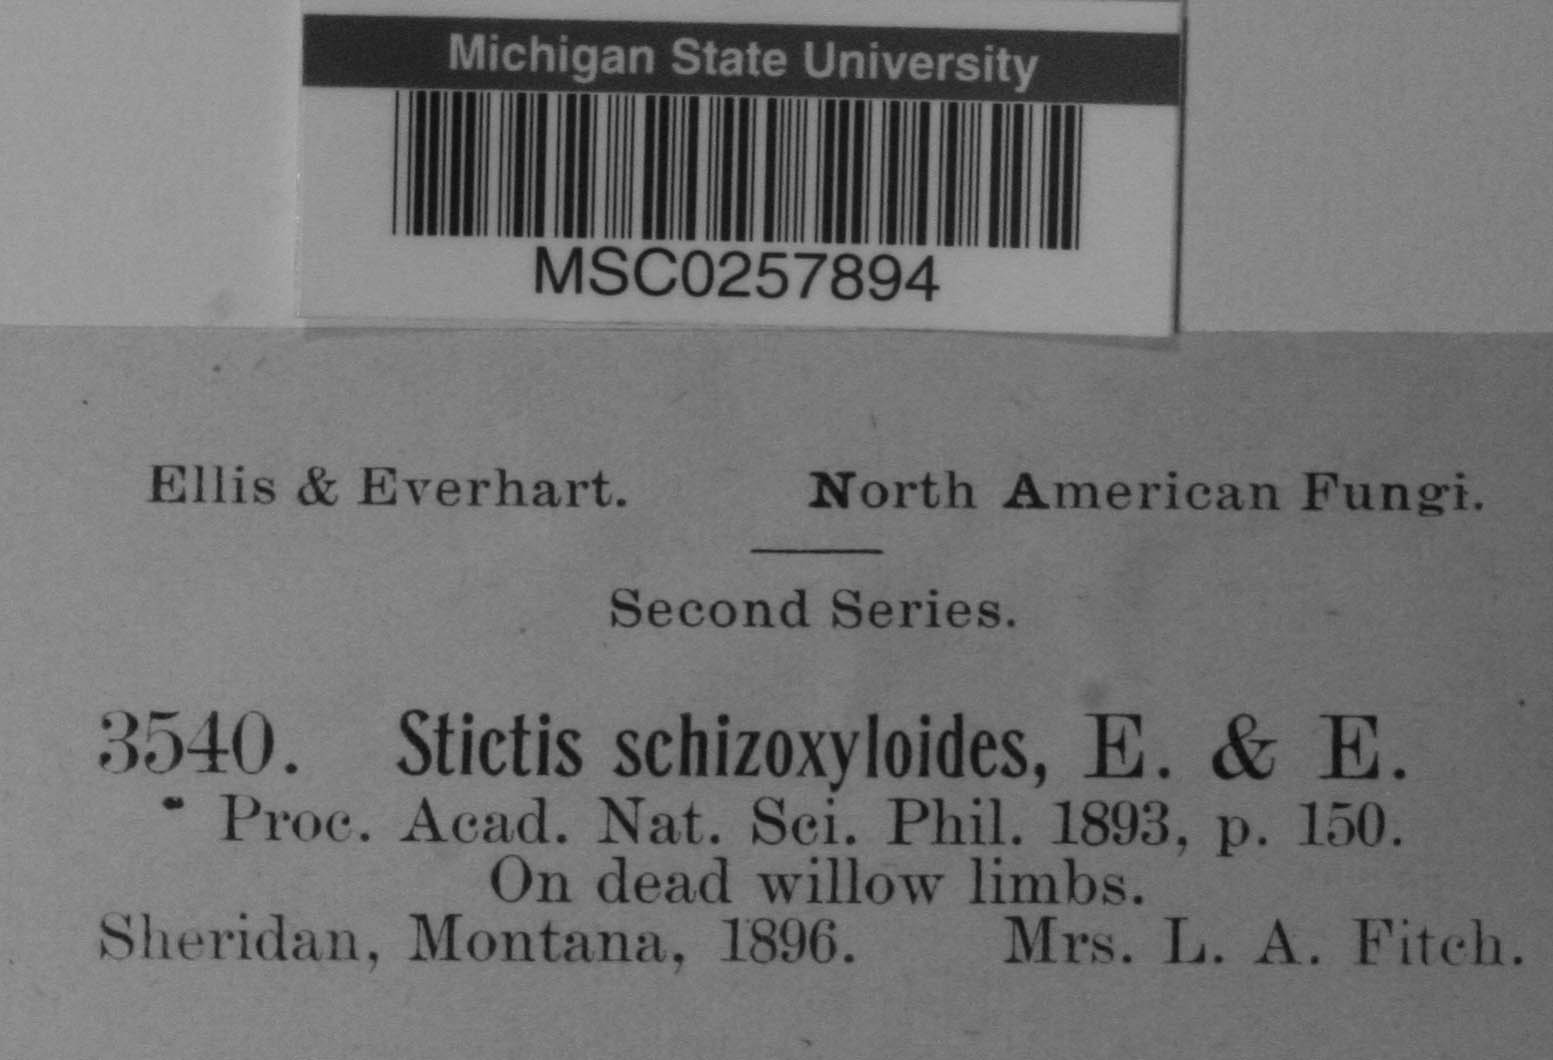 Michigan State University
MSC0257894
Ellis & Everhart. North American Fungi.
Second Series.
3540. Stictis schizoxyloides, E. & E.
Proc. Acad. Nat. Sci. Phil. 1893, p. 150.
On dead willow limbs.
Sheridan, Montana, 1896. Mrs. L. A. Fitch.